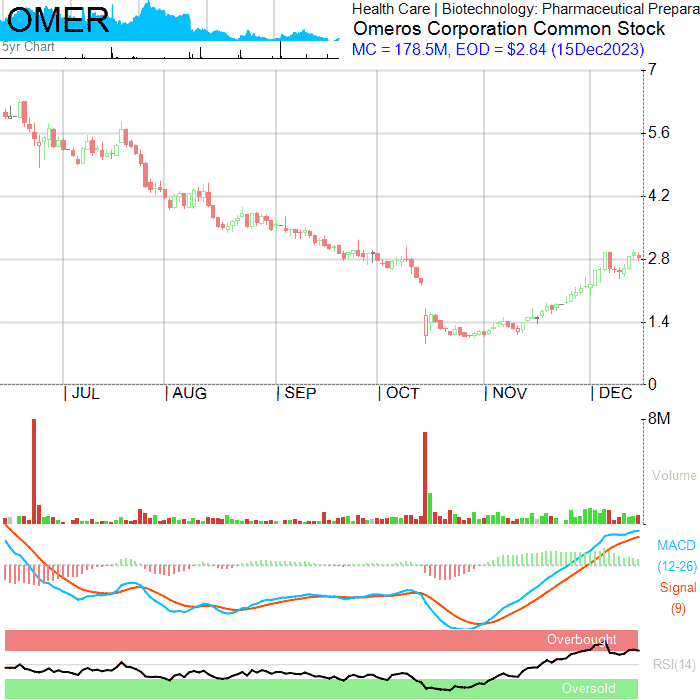 OMER
5yr Chart
Health Care | Biotechnology: Pharmaceutical Prepara
Omeros Corporation Common Stock
MC = 178.5M, EOD = $2.84 (15Dec2023)
7
5.6
4.2
2.8
1.4
0
JUL AUG SEP OCT NOV DEC
8M
Volume
MACD
(12-26)
Signal
(9)
Overbought
RSI(14)
Oversold